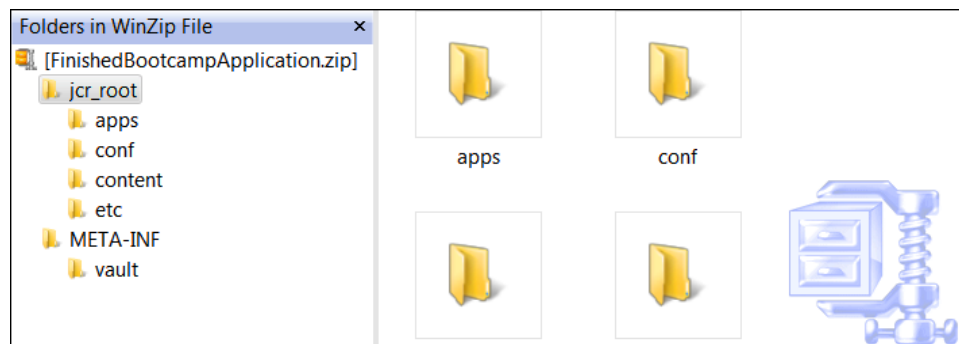 Folders in WinZip File ×
[FinishedBootcampApplication.zip]
jcr_root
apps
conf
content
etc
META-INF
vault
apps conf